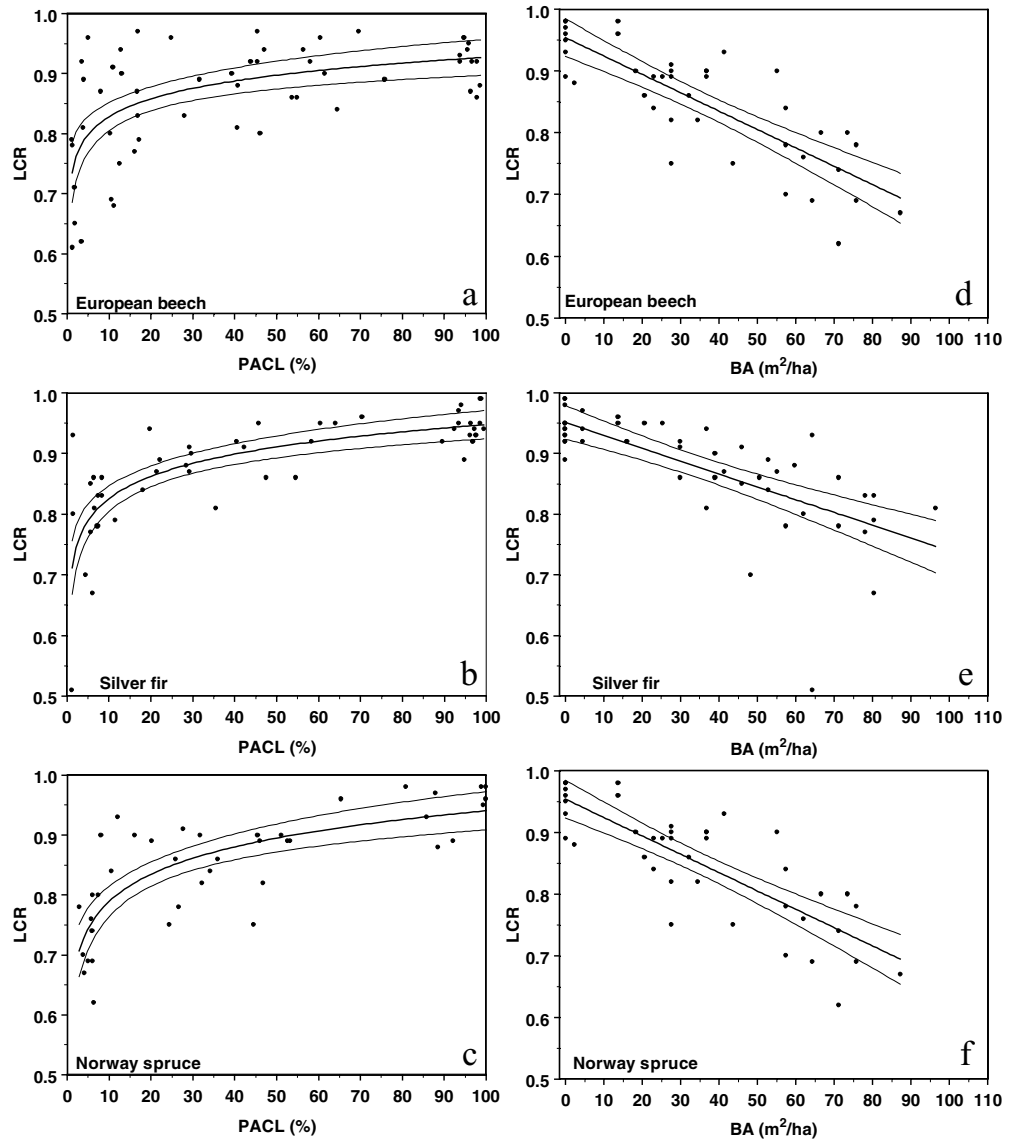 1.0
0.9
0.8
0.7
0.6
0.5
LCR
European beech
a
0 10 20 30 40 50 60 70 80 90 100
PACL (%)
1.0
0.9
0.8
0.7
0.6
0.5
LCR
European beech
d
0 10 20 30 40 50 60 70 80 90 100 110
BA (m²/ha)
1.0
0.9
0.8
0.7
0.6
0.5
LCR
Silver fir
b
0 10 20 30 40 50 60 70 80 90 100
PACL (%)
1.0
0.9
0.8
0.7
0.6
0.5
LCR
Silver fir
e
0 10 20 30 40 50 60 70 80 90 100 110
BA (m²/ha)
1.0
0.9
0.8
0.7
0.6
0.5
LCR
Norway spruce
c
0 10 20 30 40 50 60 70 80 90 100
PACL (%)
1.0
0.9
0.8
0.7
0.6
0.5
LCR
Norway spruce
f
0 10 20 30 40 50 60 70 80 90 100 110
BA (m²/ha)